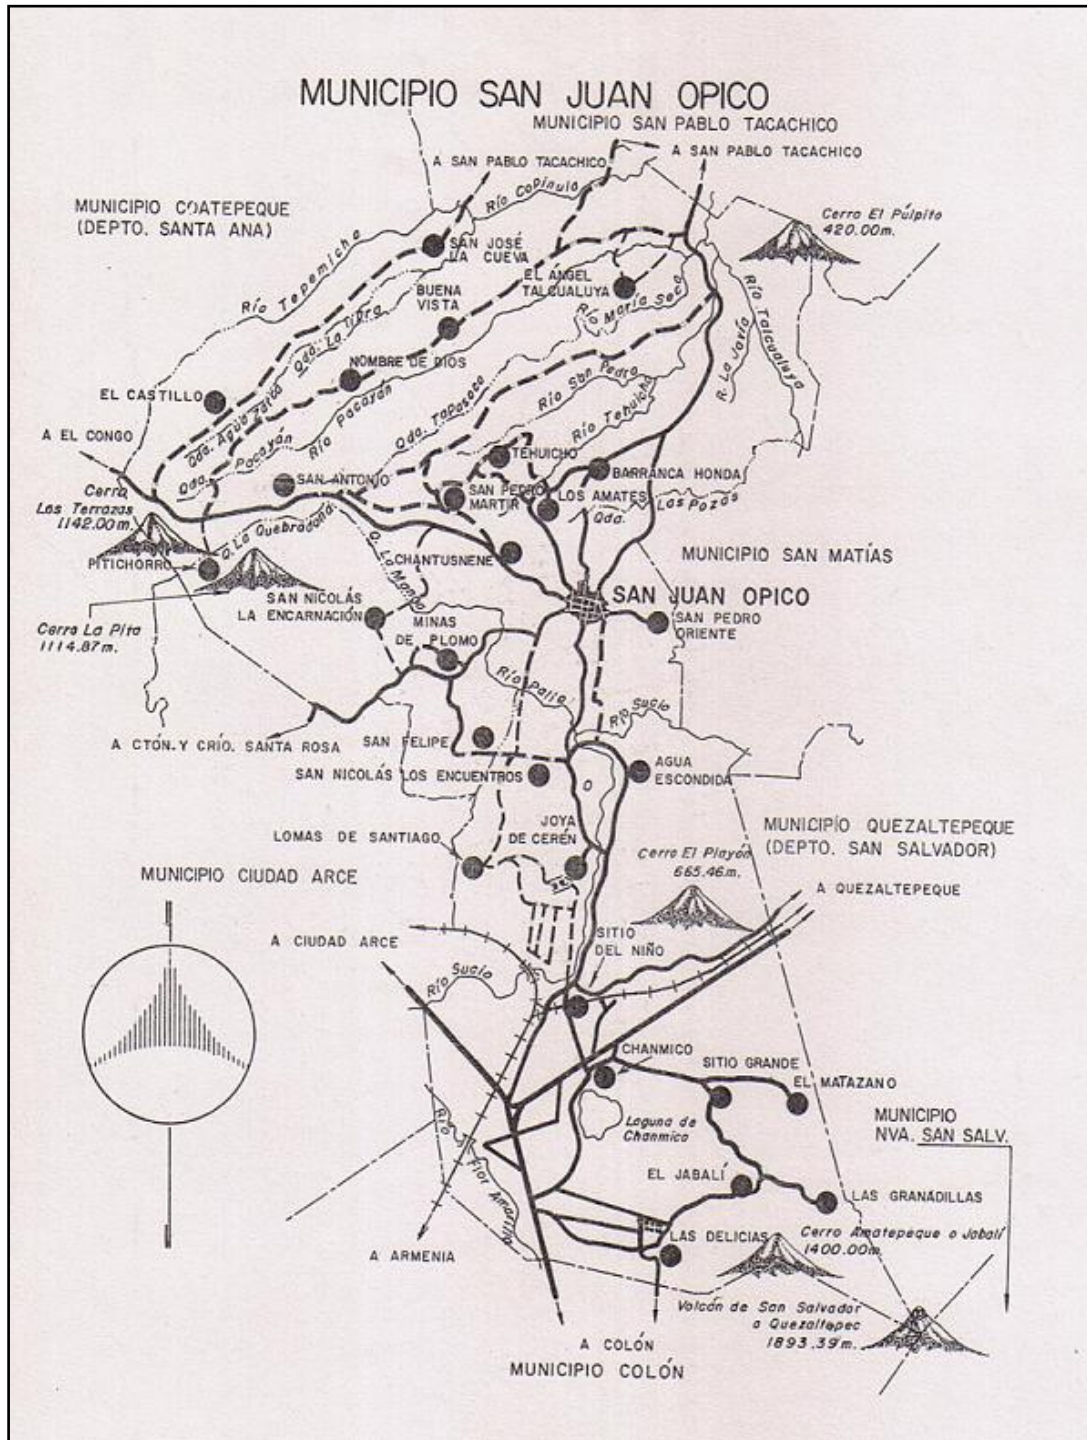 MUNICIPIO SAN JUAN OPICO
MUNICIPIO SAN PABLO TACACHICO
A SAN PABLO TACACHICO
A SAN PABLO TACACHICO
Río Copinula
MUNICIPIO COATEPEQUE
(DEPTO. SANTA ANA)
Cerro El Púlpito
420.00m.
SAN JOSÉ
LA CUEVA
Río Tepemicho
BUENA
VISTA
EL ÁNGEL
TALCUALUYA
Río
María Seca
Río Talcualuya
R. La Javía
Qda. La Tibra
NOMBRE DE DIOS
EL CASTILLO
Qda. Agua Zarca
Río Pacayán
Qda. Tapasaca
Río San Pedro
Río Tehuicho
A EL CONGO
Qda. Pacayán
TEHUICHO
BARRANCA HONDA
SAN ANTONIO
SAN PEDRO
MARTIR
LOS AMATES
Qda. Las Pozas
Cerro
Las Terrazas
1142.00m.
Q. La Quebradona
Q. La Manga
CHANTUSNENE
MUNICIPIO SAN MATÍAS
PITICHORRO
SAN NICOLÁS
LA ENCARNACIÓN
SAN JUAN OPICO
SAN PEDRO
ORIENTE
MINAS
DE PLOMO
Cerro La Pita
1114.87m.
Río Palio
Río Sucio
A CTÓN. Y CRÍO. SANTA ROSA
SAN FELIPE
SAN NICOLÁS LOS ENCUENTROS
AGUA
ESCONDIDA
JOYA
DE CERÉN
LOMAS DE SANTIAGO
MUNICIPÍO QUEZALTEPEQUE
(DEPTO. SAN SALVADOR)
Cerro El Playón
665.46m.
MUNICIPIO CIUDAD ARCE
A QUEZALTEPEQUE
A CIUDAD ARCE
SITIO
DEL NIÑO
Río Sucio
CHANMICO
SITIO GRANDE
EL MATAZANO
MUNICIPIO
NVA. SAN SALV.
Laguna de
Chanmico
Río
Flor Amarilla
EL JABALÍ
LAS GRANADILLAS
LAS DELICIAS
Cerro Amatepeque o Jabalí
1400.00m.
A ARMENIA
Volcán de San Salvador
o Quezaltepec
1893.39m.
A COLÓN
MUNICIPIO COLÓN